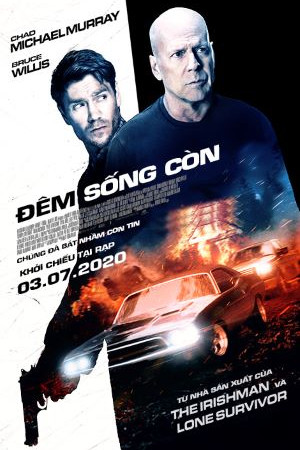 CHAD
MICHAEL MURRAY
BRUCE
WILLIS
ĐÊM SỐNG CÒN
CHÚNG ĐÃ BẮT NHẦM CON TIN
KHỞI CHIẾU TẠI RẠP
03.07.2020
TỪ NHÀ SẢN XUẤT CỦA
THE IRISHMAN VÀ
LONE SURVIVOR